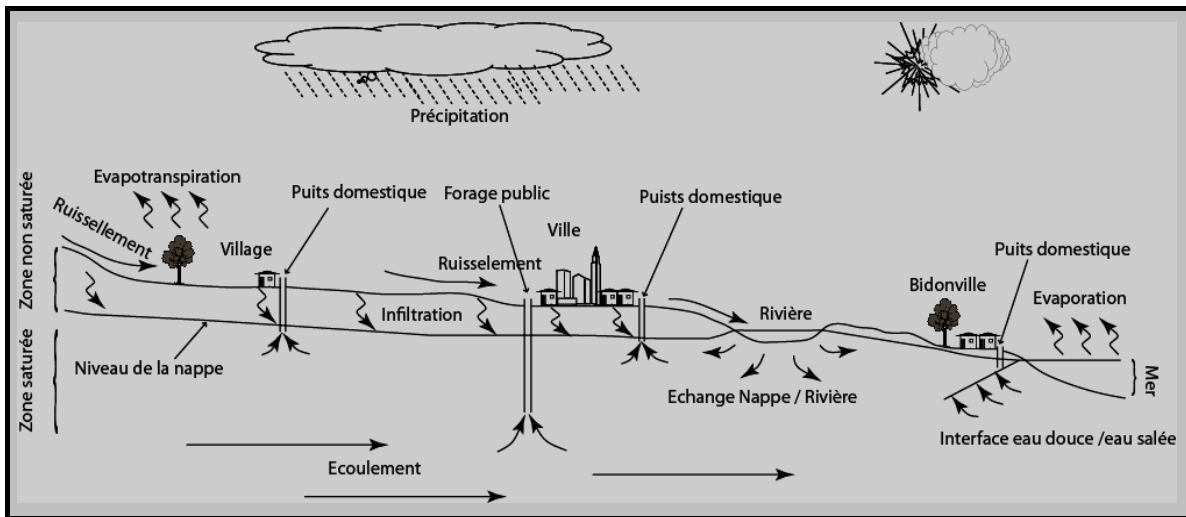 Précipitation
Evapotranspiration
Ruissellement
Village
Puits domestique
Forage public
Ville
Puists domestique
Ruisselement
Infiltration
Rivière
Bidonville
Puits domestique
Evaporation
Zone non saturée
Zone saturée
Niveau de la nappe
Echange Nappe / Rivière
Mer
Interface eau douce /eau salée
Ecoulement